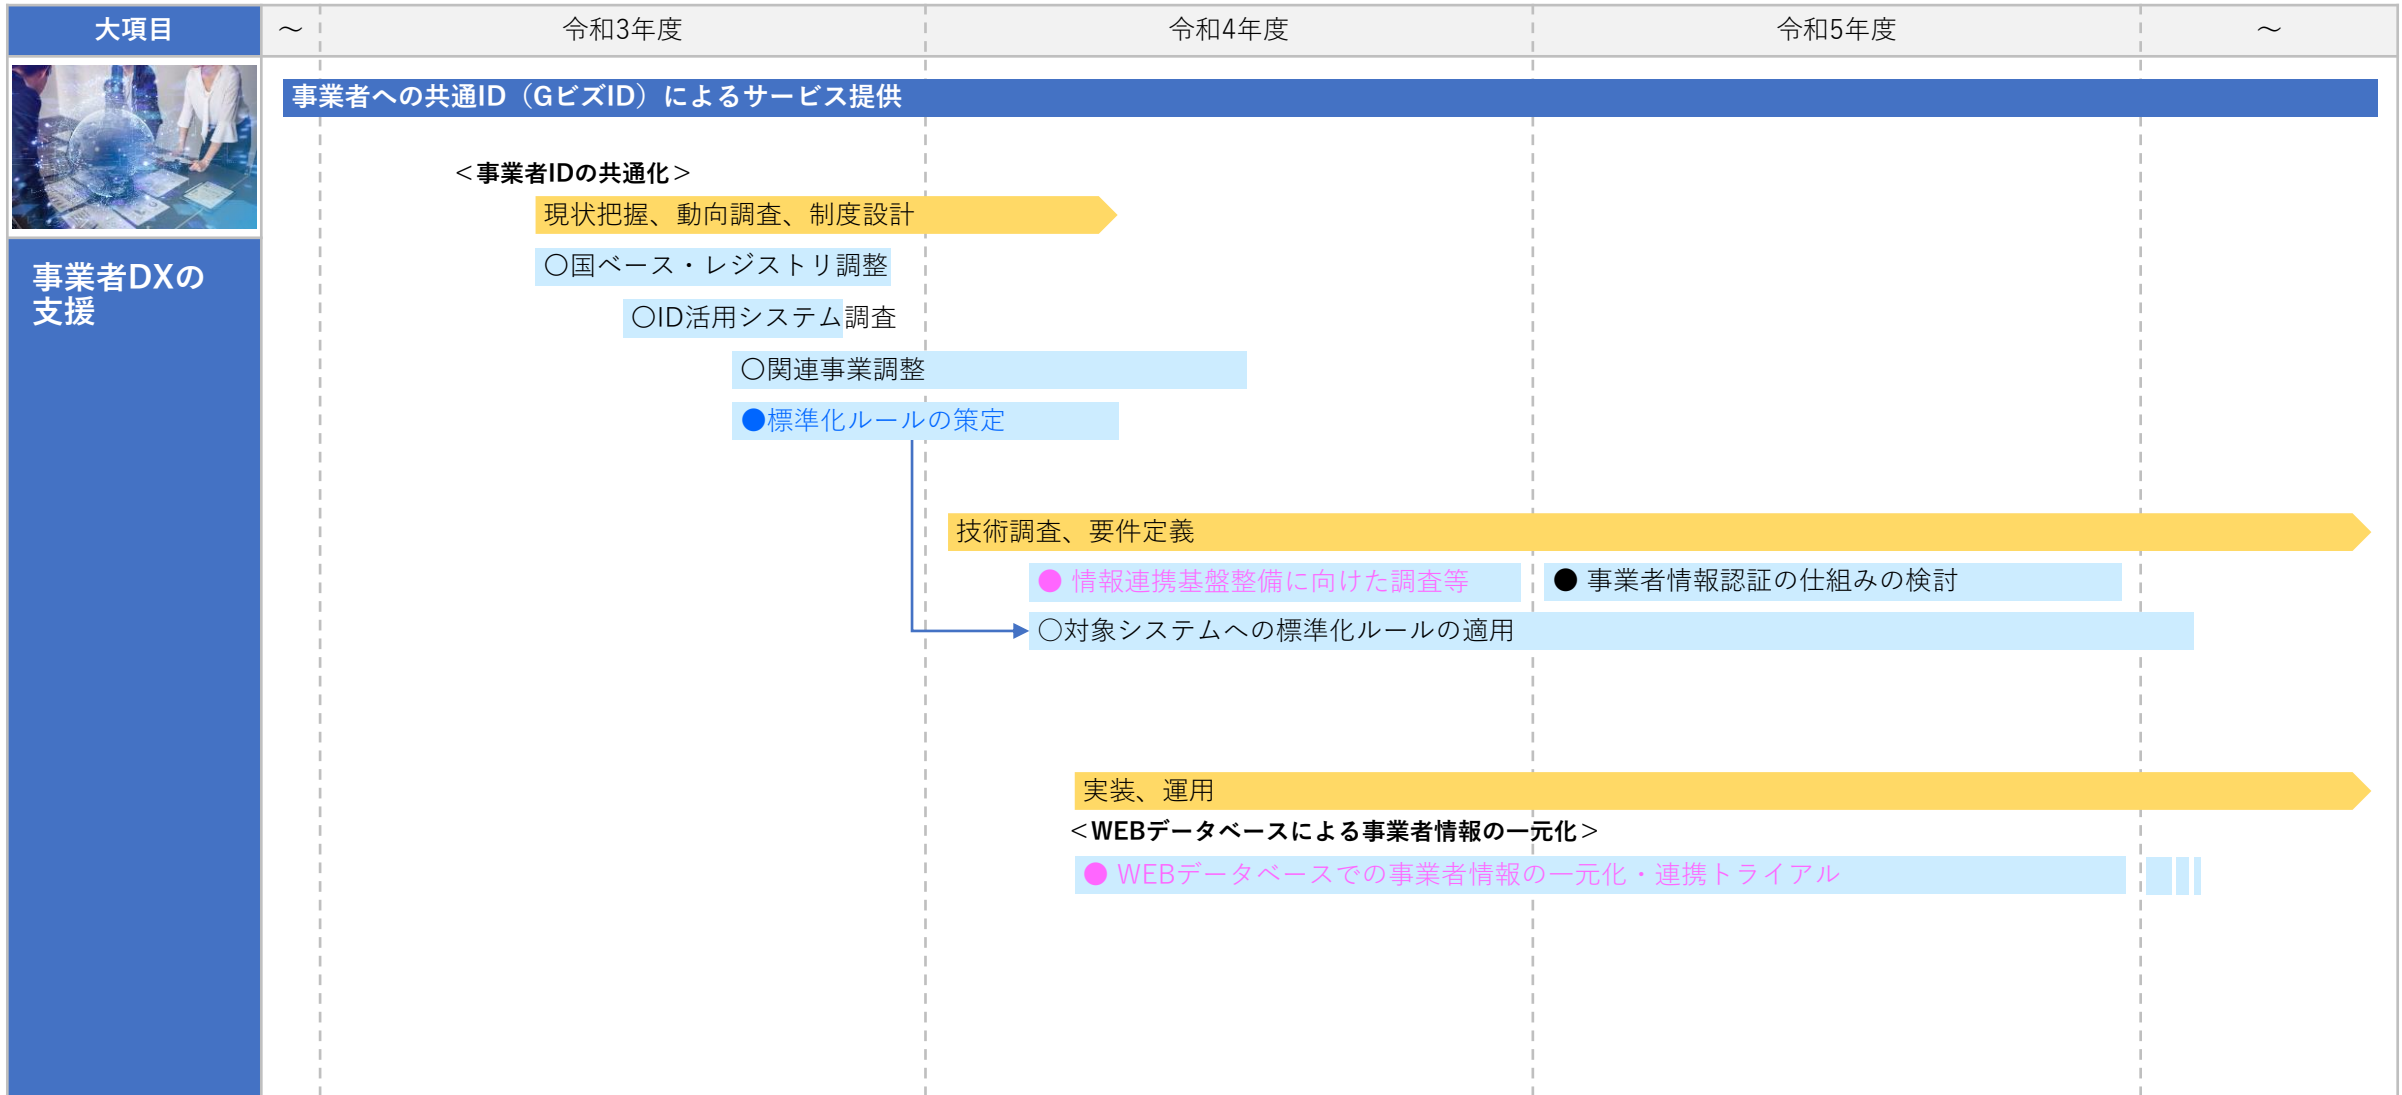 大項目
～
令和3年度
令和4年度
令和5年度
～
事業者への共通ID（GビズID）によるサービス提供
＜事業者IDの共通化＞
現状把握、動向調査、制度設計
〇国ベース・レジストリ調整
事業者DXの
支援
〇ID活用システム調査
〇関連事業調整
●標準化ルールの策定
技術調査、要件定義
● 情報連携基盤整備に向けた調査等
● 事業者情報認証の仕組みの検討
〇対象システムへの標準化ルールの適用
実装、運用
＜WEBデータベースによる事業者情報の一元化＞
● WEBデータベースでの事業者情報の一元化・連携トライアル